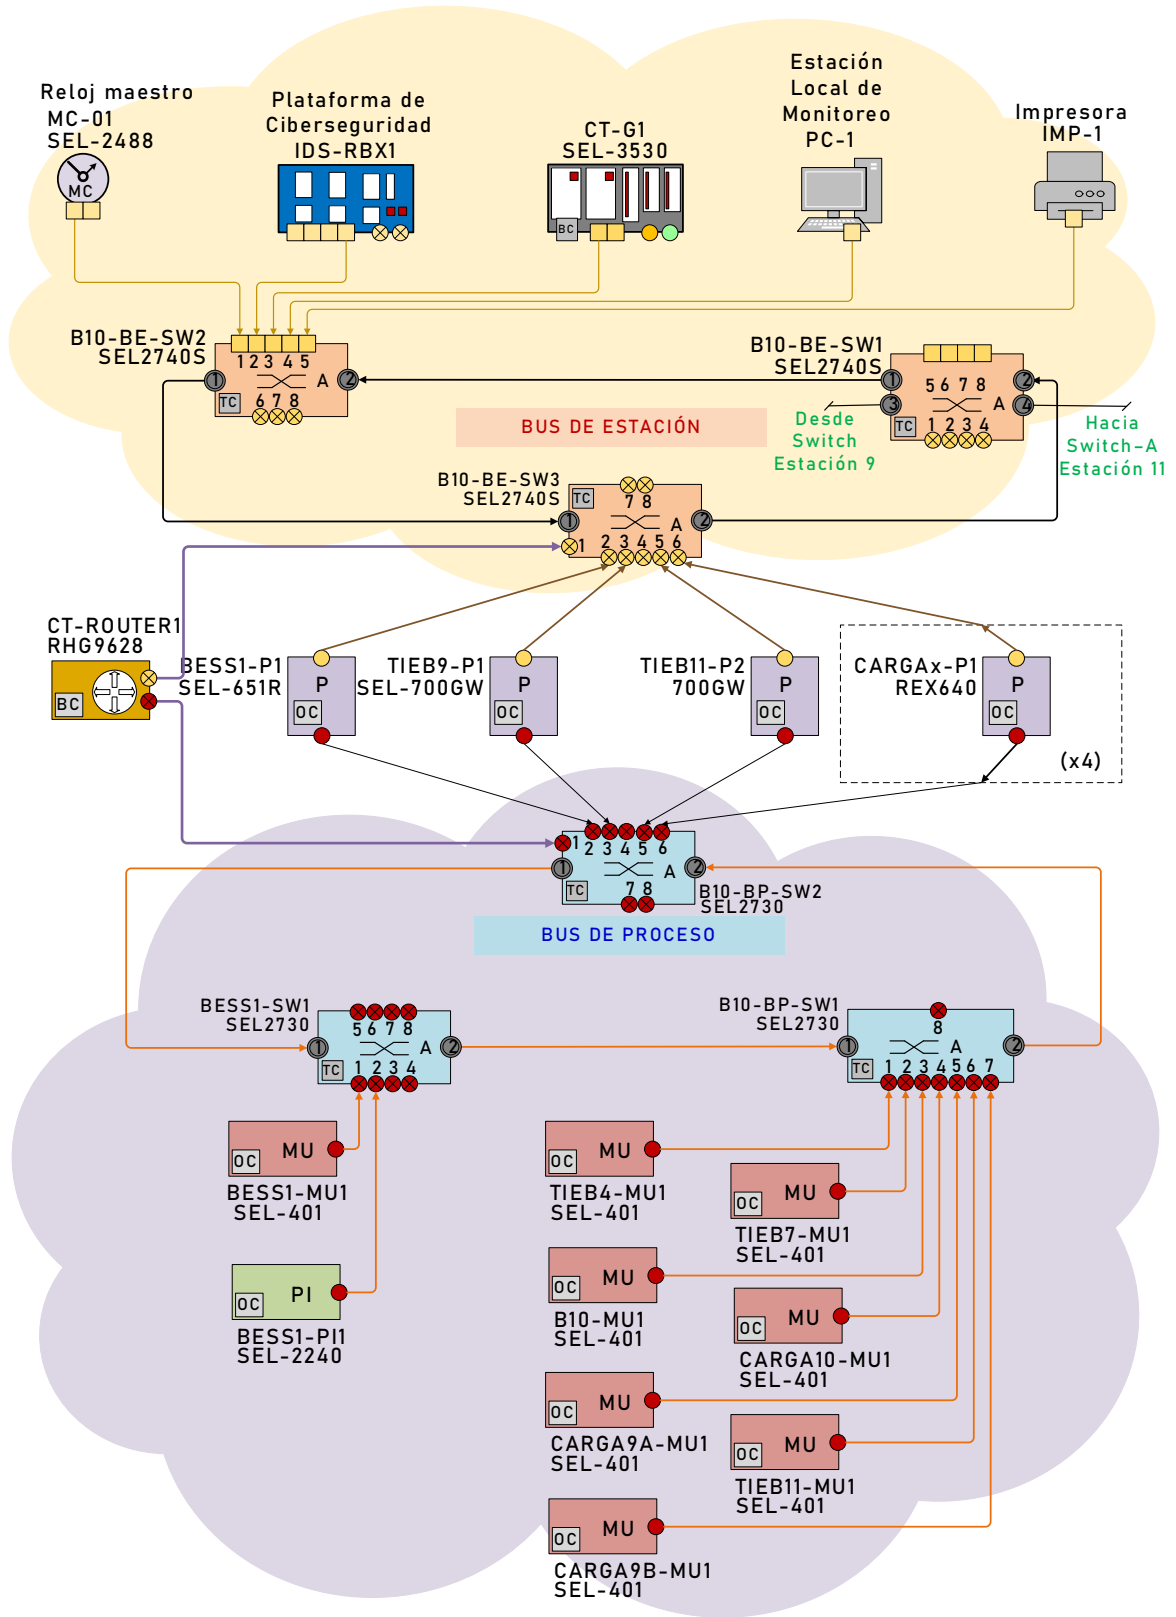 Reloj maestro
MC-01
SEL-2488
MC
Plataforma de
Ciberseguridad
IDS-RBX1
CT-G1
SEL-3530
BC
Estación
Local de
Monitoreo
PC-1
Impresora
IMP-1
B10-BE-SW2
SEL2740S
1 2 3 4 5
1 A 2
TC
6 7 8
B10-BE-SW1
SEL2740S
5 6 7 8
1 2
3 A 4
TC
1 2 3 4
BUS DE ESTACIÓN
Desde
Switch
Estación 9
Hacia
Switch-A
Estación 11
B10-BE-SW3
SEL2740S
TC
7 8
1 A 2
1 2 3 4 5 6
CT-ROUTER1
RHG9628
BC
BESS1-P1
SEL-651R
P
OC
TIEB9-P1
SEL-700GW
P
OC
TIEB11-P2
700GW
P
OC
CARGAx-P1
REX640
P
OC
(x4)
1 2 3 4 5 6
1 A 2
TC
7 8
B10-BP-SW2
SEL2730
BUS DE PROCESO
BESS1-SW1
SEL2730
5 6 7 8
1 A 2
TC
1 2 3 4
B10-BP-SW1
SEL2730
8
1 A 2
TC
1 2 3 4 5 6 7
MU
OC
BESS1-MU1
SEL-401
PI
OC
BESS1-PI1
SEL-2240
MU
OC
TIEB4-MU1
SEL-401
MU
OC
TIEB7-MU1
SEL-401
MU
OC
B10-MU1
SEL-401
MU
OC
CARGA10-MU1
SEL-401
MU
OC
CARGA9A-MU1
SEL-401
MU
OC
TIEB11-MU1
SEL-401
MU
OC
CARGA9B-MU1
SEL-401